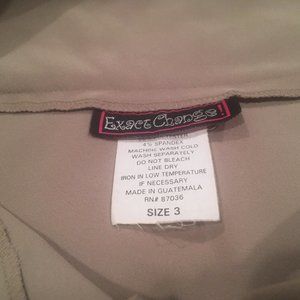 Exact Change!
4% SPANDEX
MACHINE WASH COLD
WASH SEPARATELY
DO NOT BLEACH
LINE DRY
IRON IN LOW TEMPERATURE
IF NECESSARY
MADE IN GUATEMALA
RN# 87036
SIZE 3